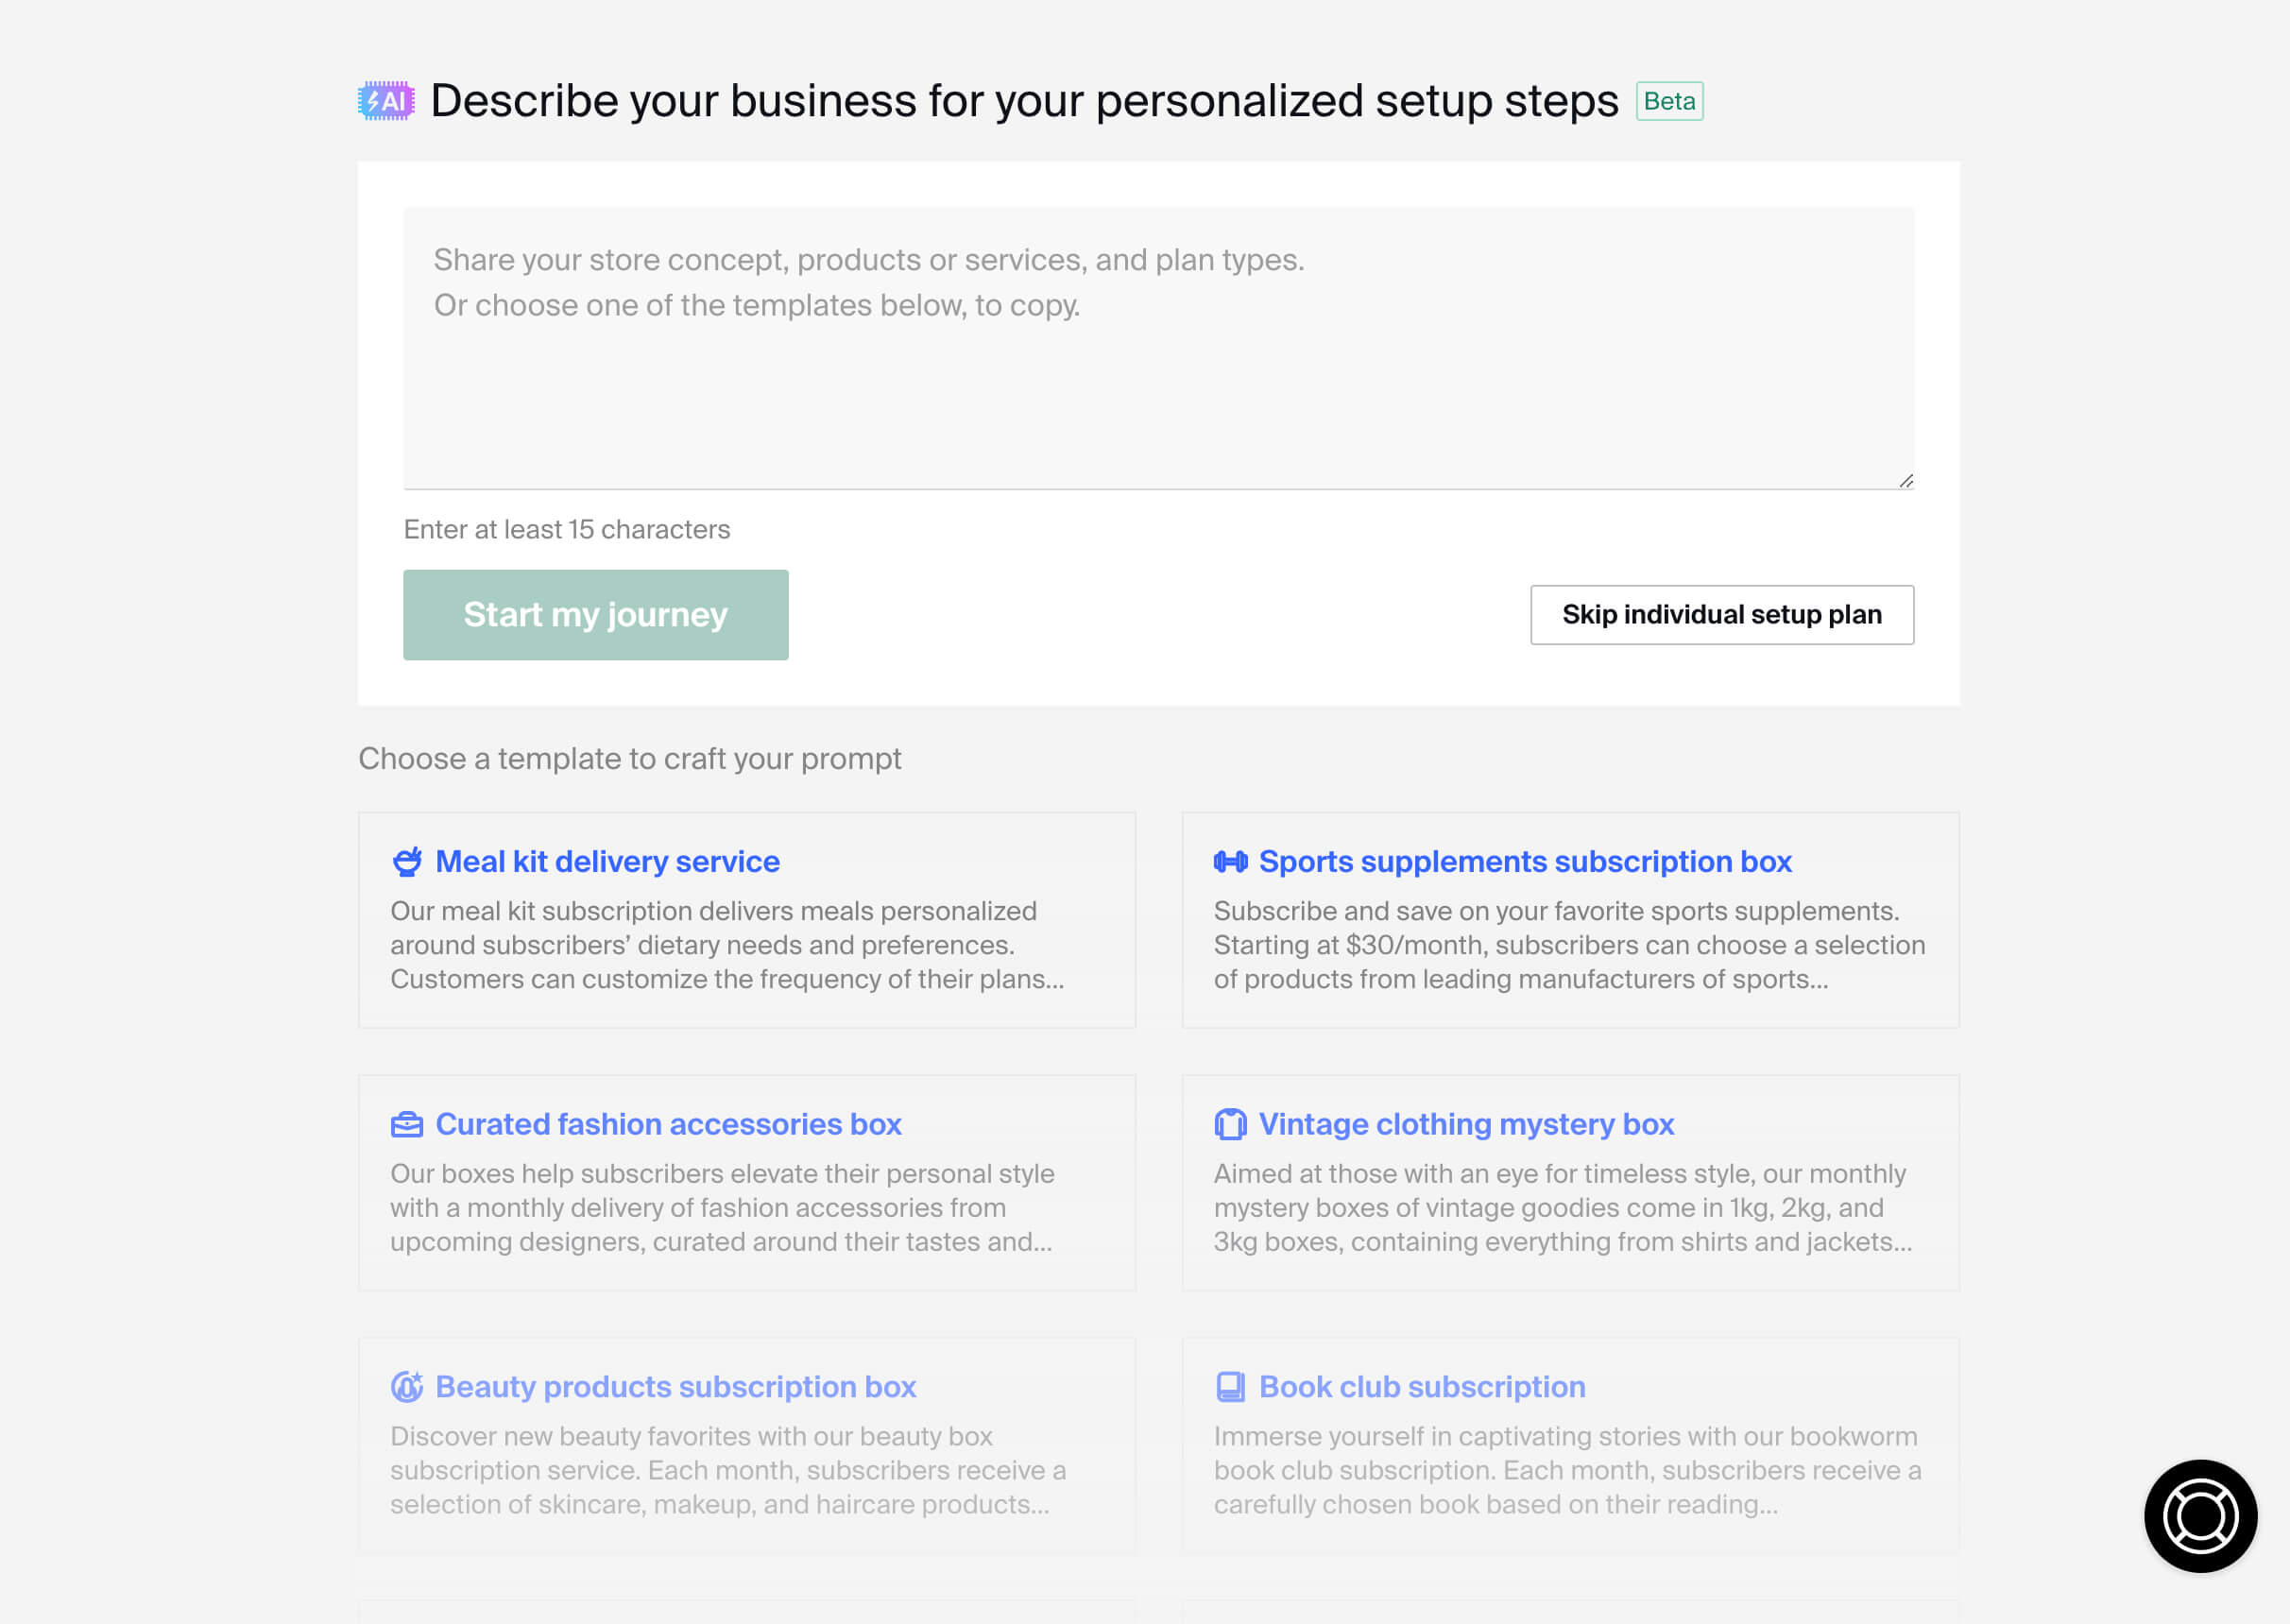 AI Describe your business for your personalized setup steps Beta
Share your store concept, products or services, and plan types.
Or choose one of the templates below, to copy.
Enter at least 15 characters
Start my journey
Skip individual setup plan
Choose a template to craft your prompt
Meal kit delivery service
Our meal kit subscription delivers meals personalized
around subscribers’ dietary needs and preferences.
Customers can customize the frequency of their plans...
Sports supplements subscription box
Subscribe and save on your favorite sports supplements.
Starting at $30/month, subscribers can choose a selection
of products from leading manufacturers of sports...
Curated fashion accessories box
Our boxes help subscribers elevate their personal style
with a monthly delivery of fashion accessories from
upcoming designers, curated around their tastes and...
Vintage clothing mystery box
Aimed at those with an eye for timeless style, our monthly
mystery boxes of vintage goodies come in 1kg, 2kg, and
3kg boxes, containing everything from shirts and jackets...
Beauty products subscription box
Discover new beauty favorites with our beauty box
subscription service. Each month, subscribers receive a
selection of skincare, makeup, and haircare products...
Book club subscription
Immerse yourself in captivating stories with our bookworm
book club subscription. Each month, subscribers receive a
carefully chosen book based on their reading...